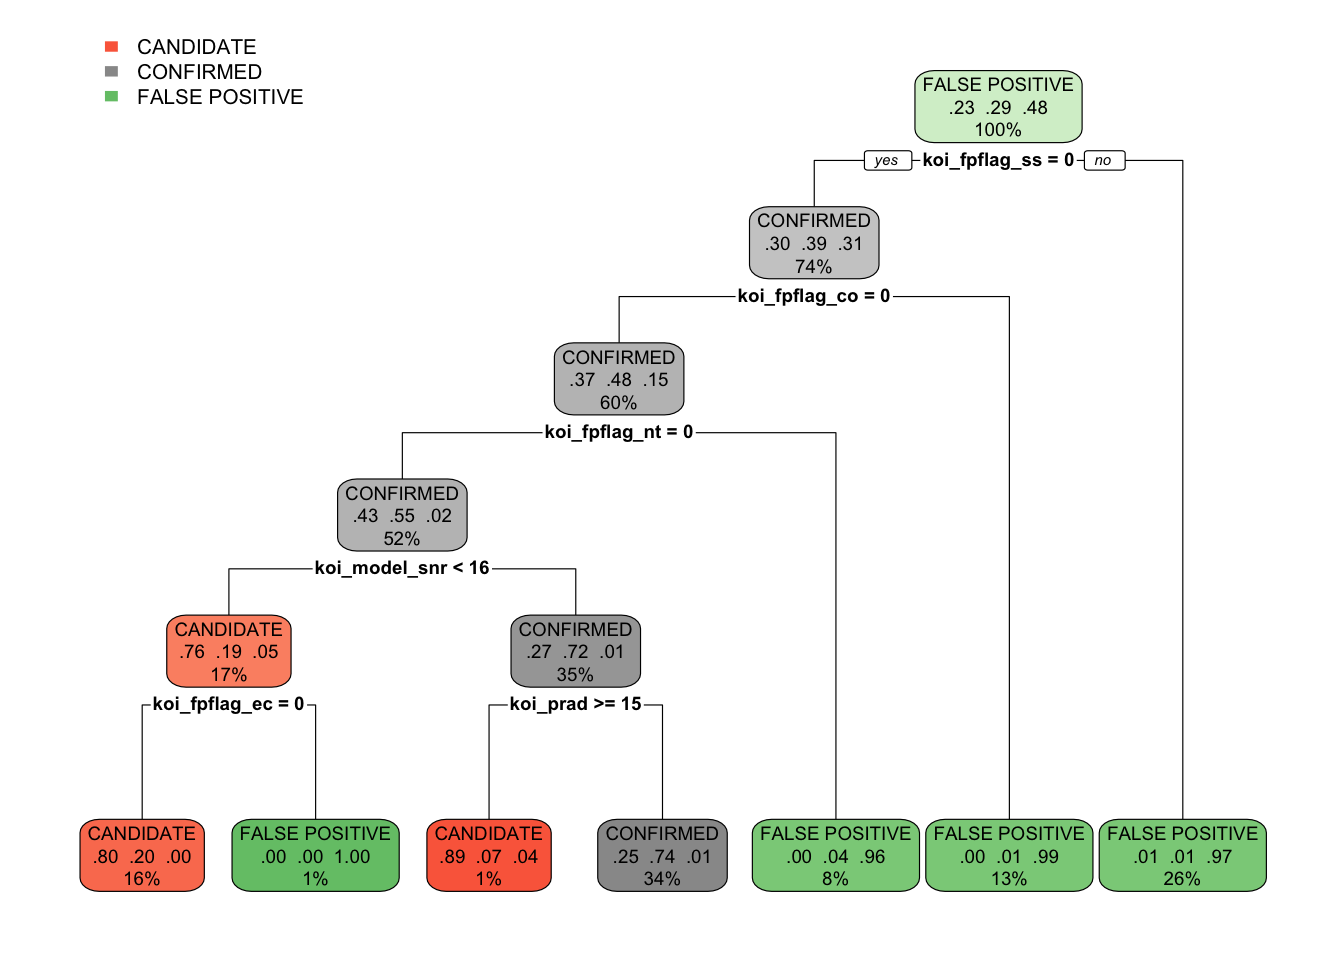 CANDIDATE
CONFIRMED
FALSE POSITIVE
FALSE POSITIVE
.23 .29 .48
100%
yes koi_fpflag_ss = 0 no
CONFIRMED
.30 .39 .31
74%
koi_fpflag_co = 0
CONFIRMED
.37 .48 .15
60%
koi_fpflag_nt = 0
CONFIRMED
.43 .55 .02
52%
koi_model_snr < 16
CANDIDATE
.76 .19 .05
17%
koi_fpflag_ec = 0
CONFIRMED
.27 .72 .01
35%
koi_prad >= 15
CANDIDATE
.80 .20 .00
16%
FALSE POSITIVE
.00 .00 1.00
1%
CANDIDATE
.89 .07 .04
1%
CONFIRMED
.25 .74 .01
34%
FALSE POSITIVE
.00 .04 .96
8%
FALSE POSITIVE
.00 .01 .99
13%
FALSE POSITIVE
.01 .01 .97
26%